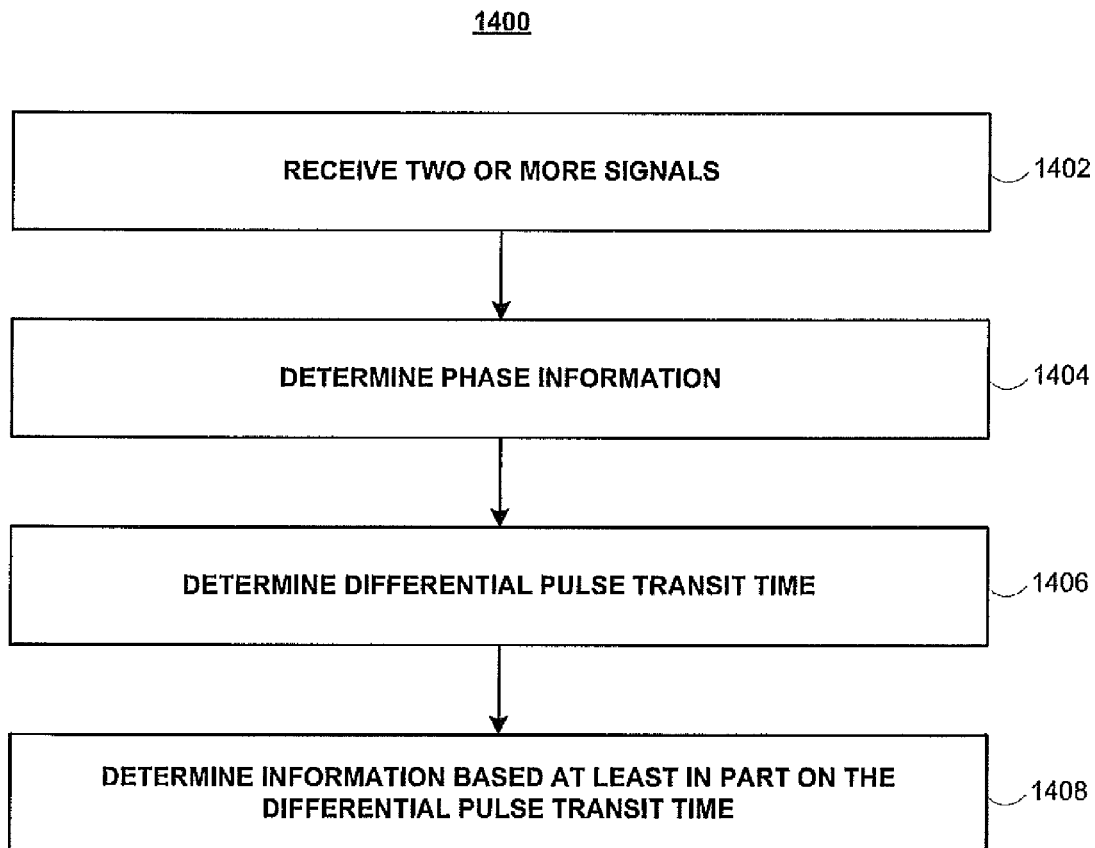 1400
RECEIVE TWO OR MORE SIGNALS
1402
DETERMINE PHASE INFORMATION
1404
DETERMINE DIFFERENTIAL PULSE TRANSIT TIME
1406
DETERMINE INFORMATION BASED AT LEAST IN PART ON THE
DIFFERENTIAL PULSE TRANSIT TIME
1408